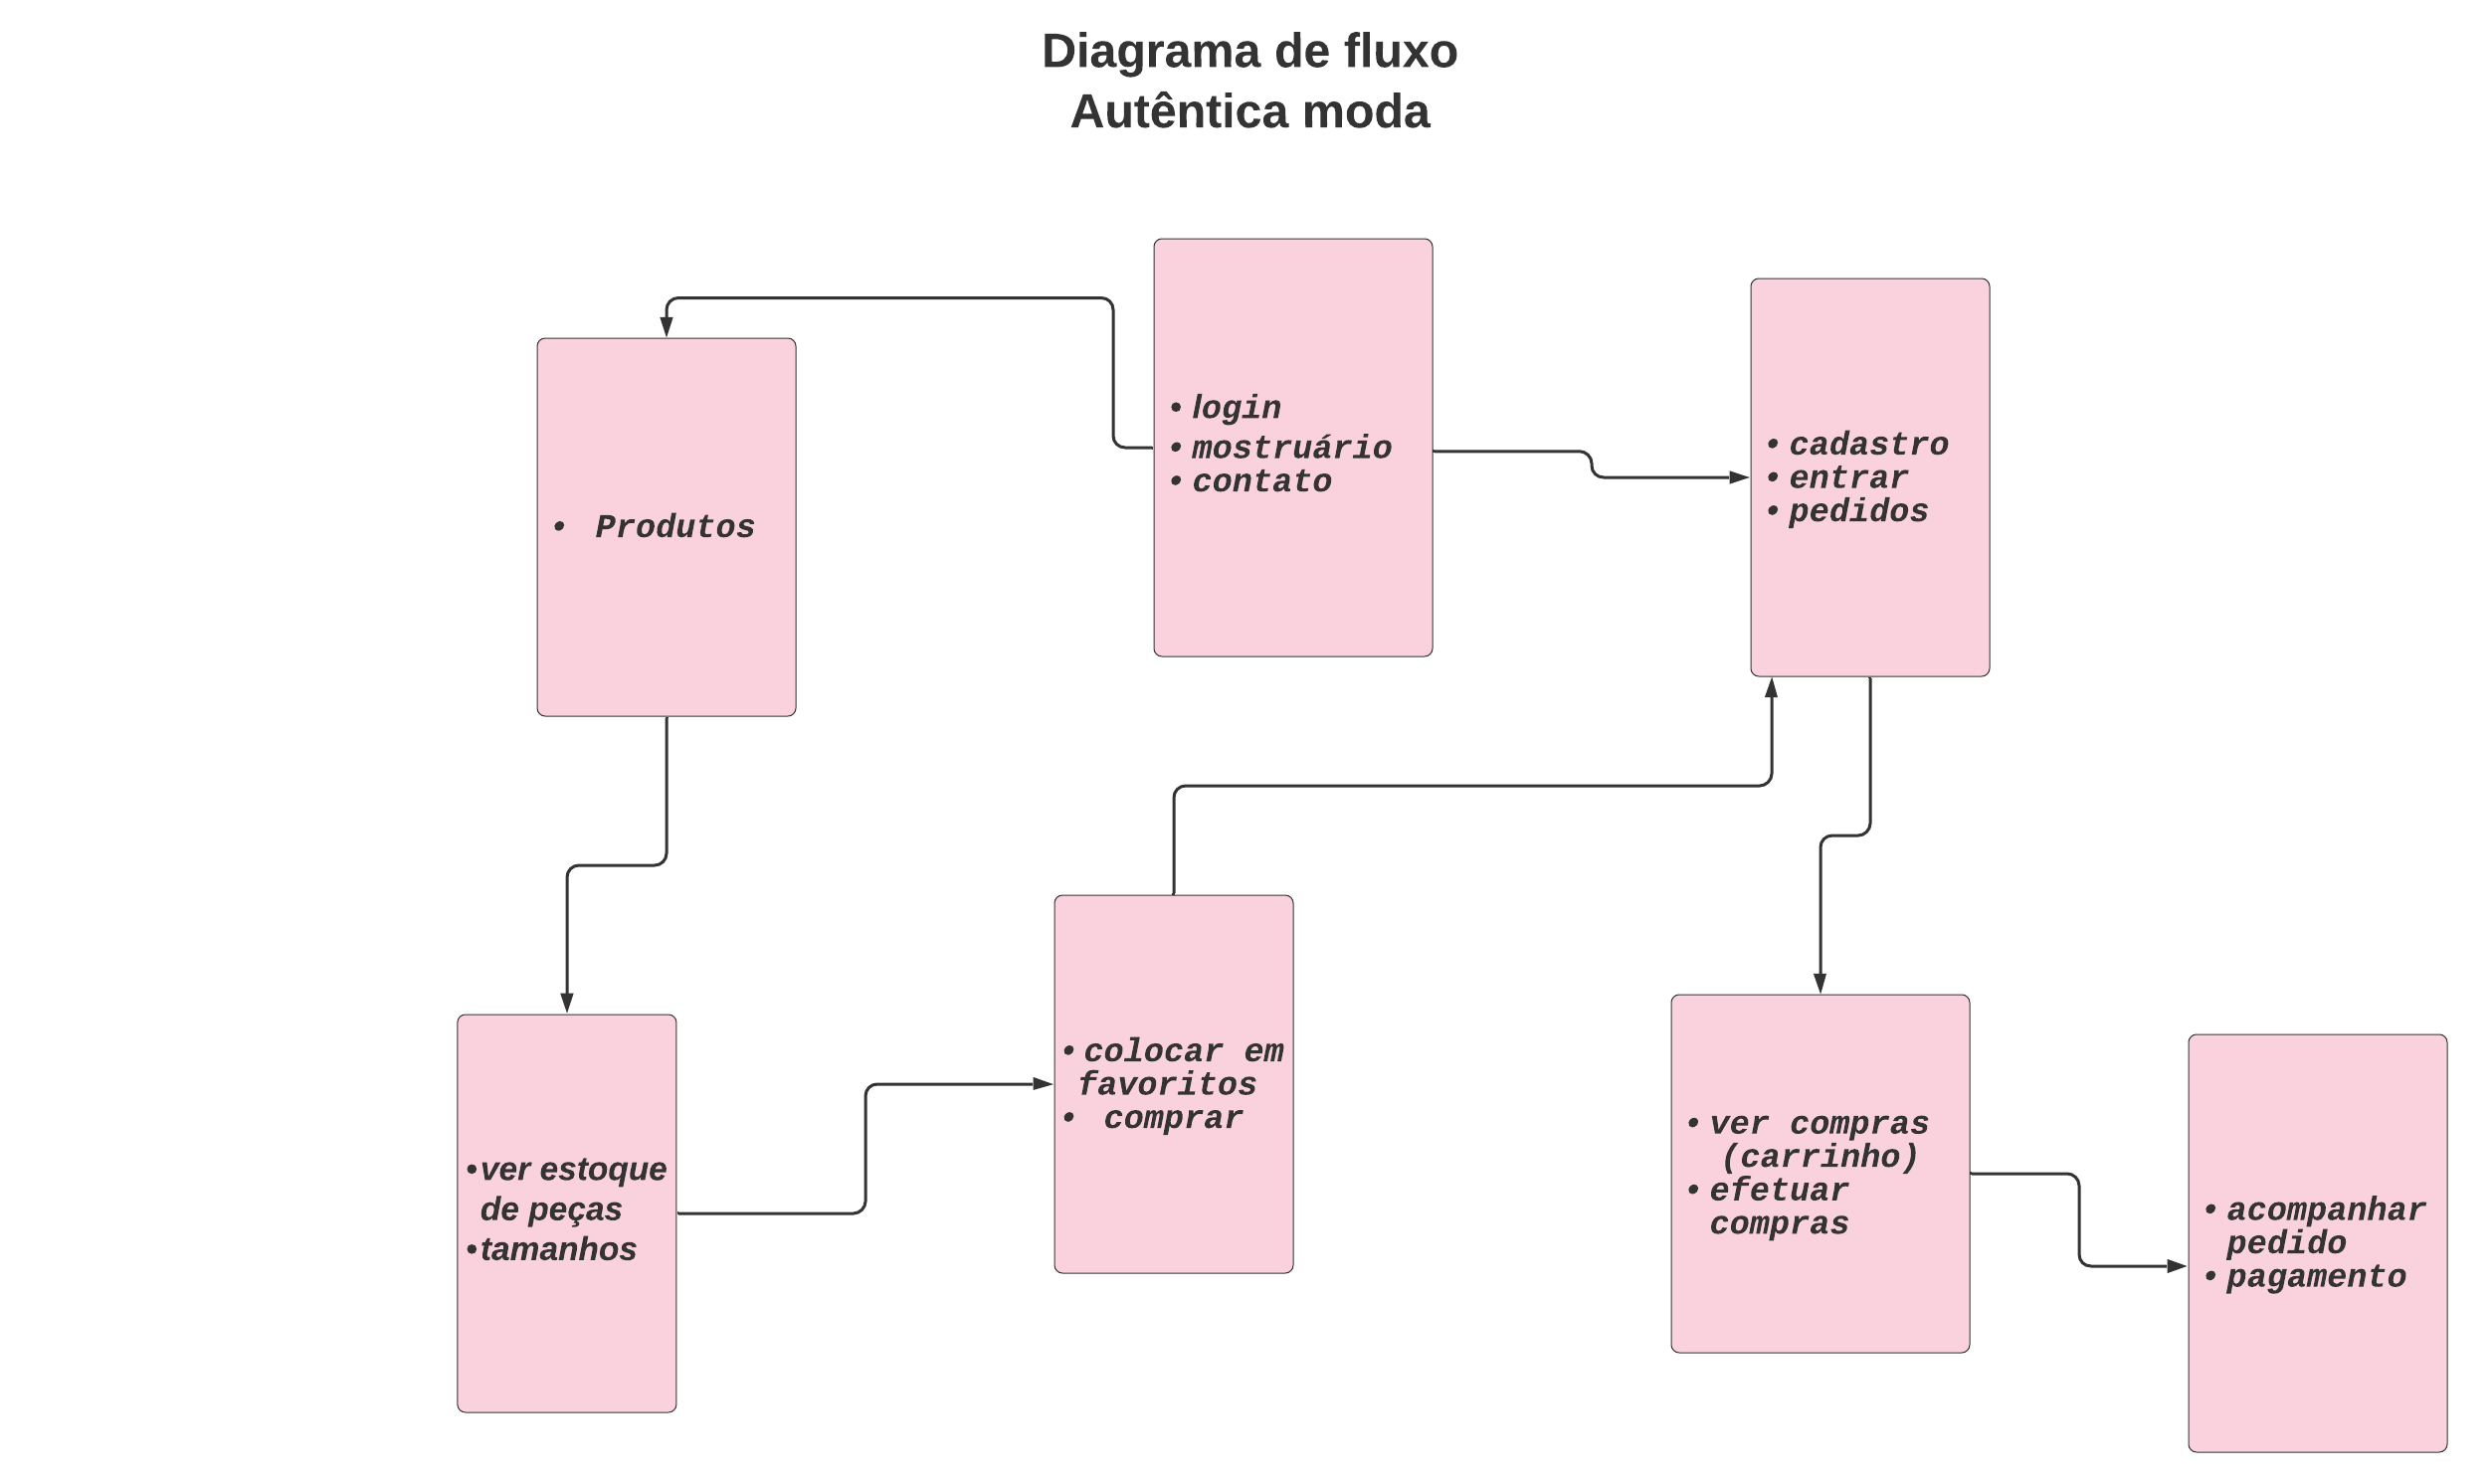 Diagrama de fluxo
Autêntica moda
• login
• mostruário
• contato
• cadastro
• entrar
• pedidos
• Produtos
• colocar em
favoritos
• comprar
• ver estoque
de peças
• tamanhos
• ver compras
(carrinho)
• efetuar
compras
• acompanhar
pedido
• pagamento